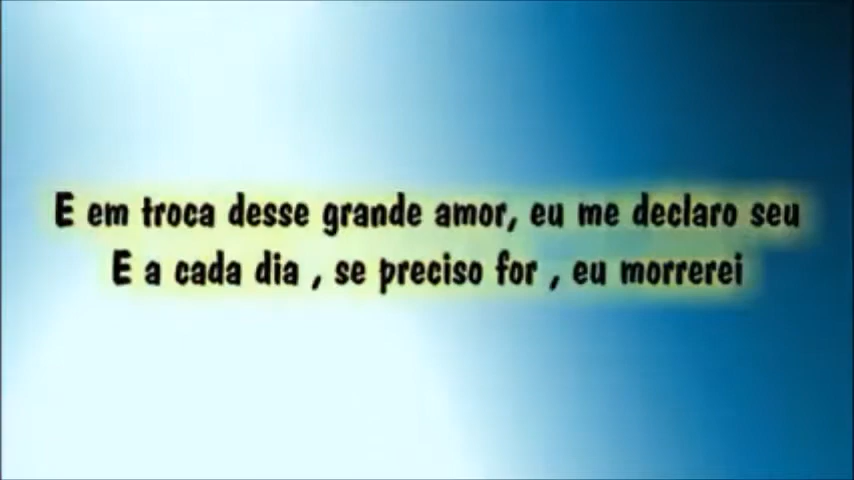 E em troca desse grande amor, eu me declaro seu
E a cada dia , se preciso for , eu morrerei